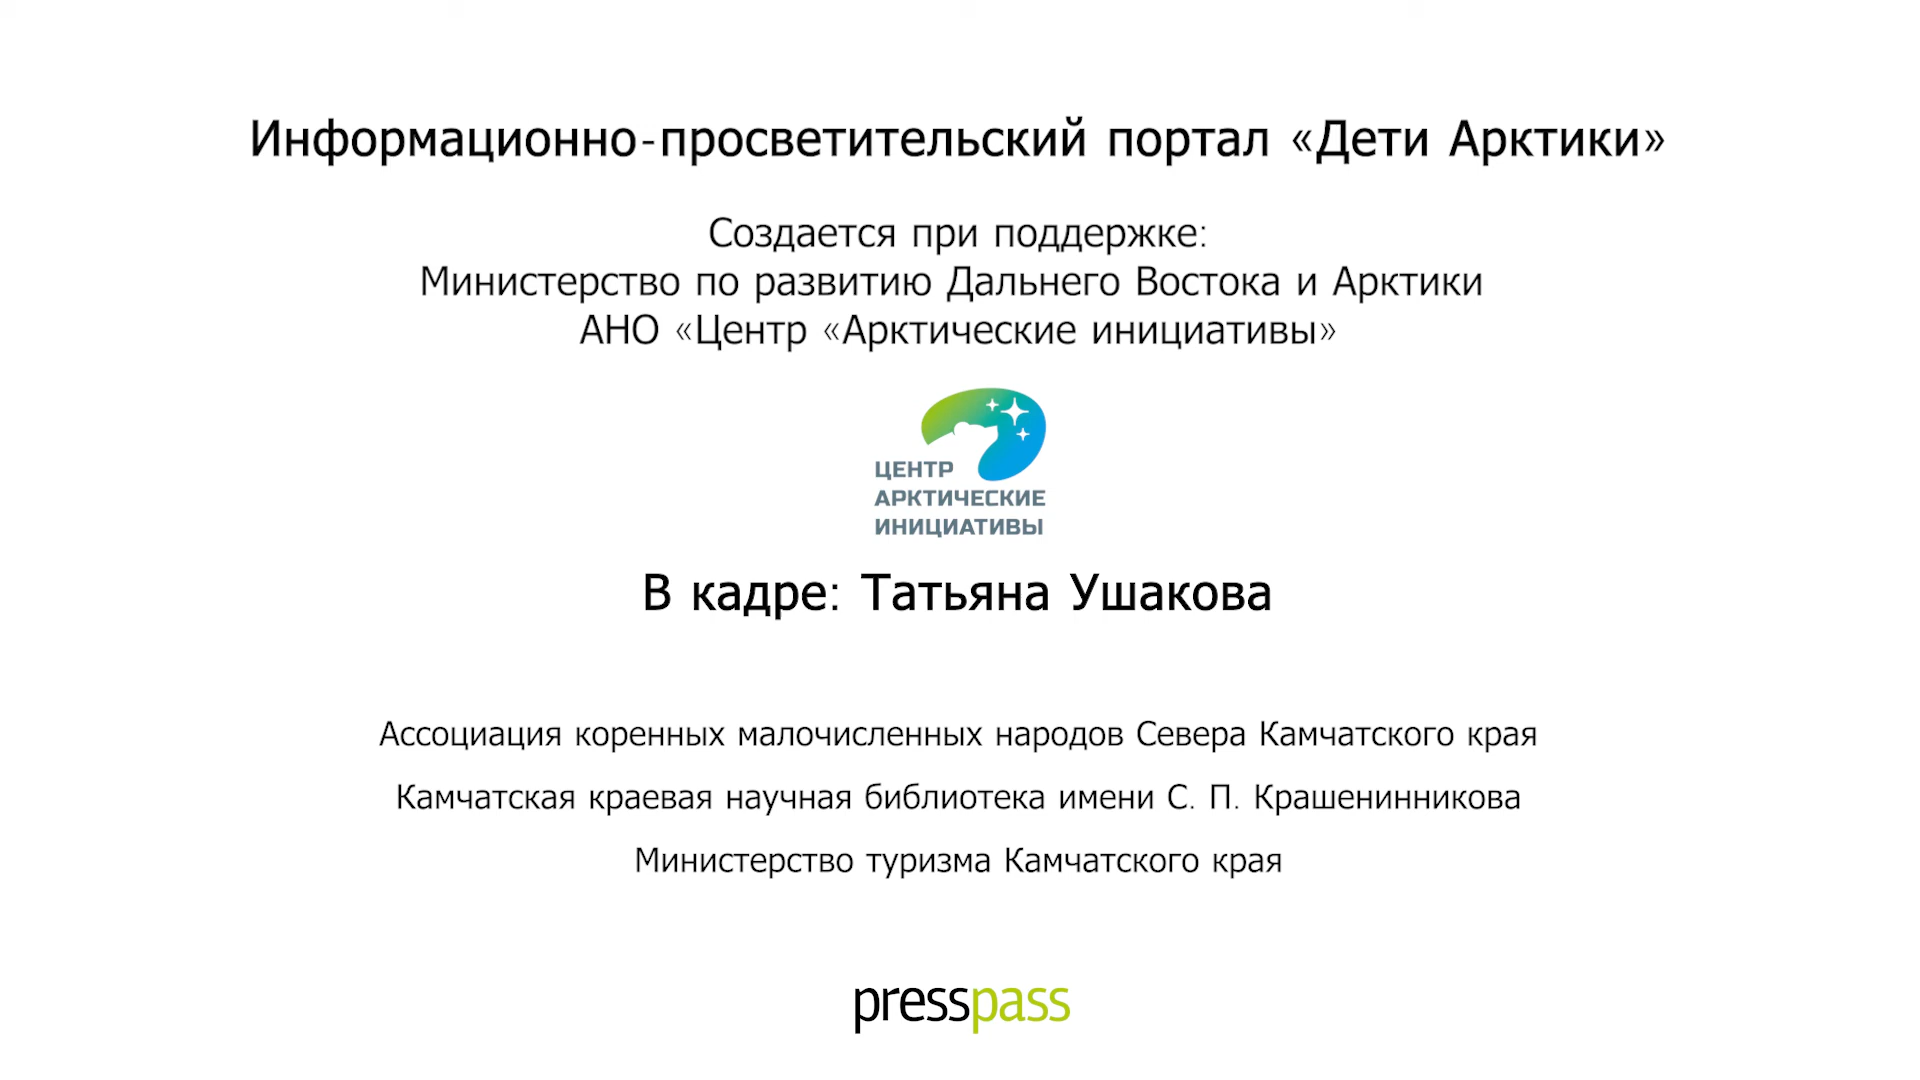 Информационно-просветительский портал «Дети Арктики»
Создается при поддержке:
Министерство по развитию Дальнего Востока и Арктики
АНО «Центр «Арктические инициативы»
ЦЕНТР
АРКТИЧЕСКИЕ
ИНИЦИАТИВЫ
В кадре: Татьяна Ушакова
Ассоциация коренных малочисленных народов Севера Камчатского края
Камчатская краевая научная библиотека имени С. П. Крашенинникова
Министерство туризма Камчатского края
presspass